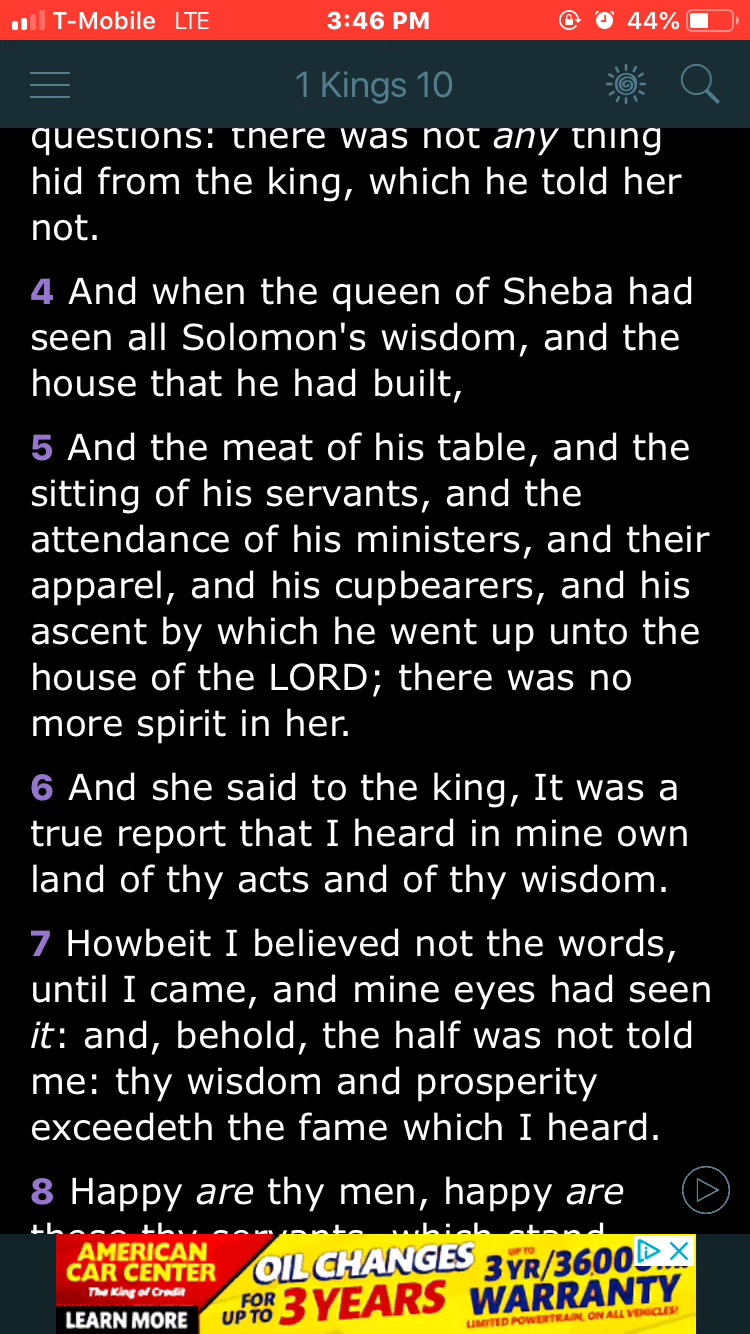 T-Mobile LTE 3:46 PM 44%
1 Kings 10
questions: there was not any thing
hid from the king, which he told her
not.
4 And when the queen of Sheba had
seen all Solomon's wisdom, and the
house that he had built,
5 And the meat of his table, and the
sitting of his servants, and the
attendance of his ministers, and their
apparel, and his cupbearers, and his
ascent by which he went up unto the
house of the LORD; there was no
more spirit in her.
6 And she said to the king, It was a
true report that I heard in mine own
land of thy acts and of thy wisdom.
7 Howbeit I believed not the words,
until I came, and mine eyes had seen
it: and, behold, the half was not told
me: thy wisdom and prosperity
exceedeth the fame which I heard.
8 Happy are thy men, happy are
these thy servants, which stand
AMERICAN
CAR CENTER
The King of Credit
LEARN MORE
OIL CHANGES
FOR UP TO 3 YEARS
UP TO
3 YR/3600
WARRANTY
LIMITED POWERTRAIN, ON ALL VEHICLES!